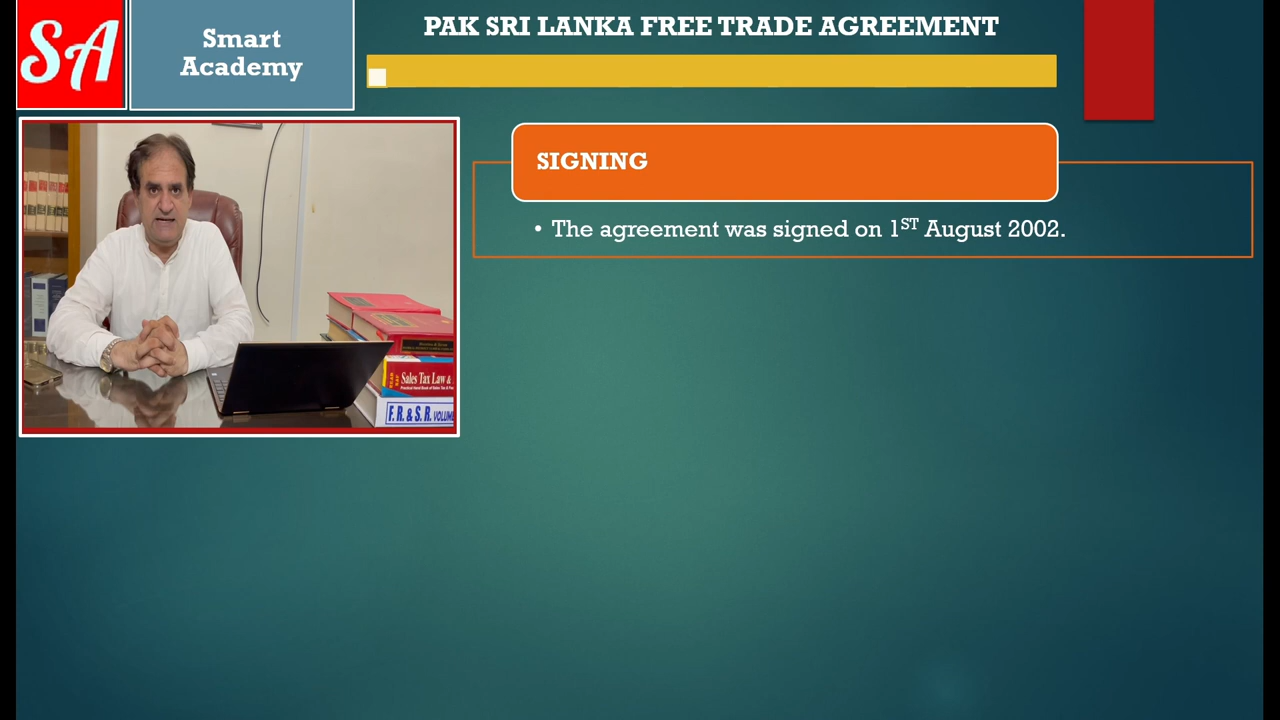 SA
Smart
Academy
PAK SRI LANKA FREE TRADE AGREEMENT
SIGNING
• The agreement was signed on 1ST August 2002.
Sales Tax Law &
F.R. & S.R. VOLUM